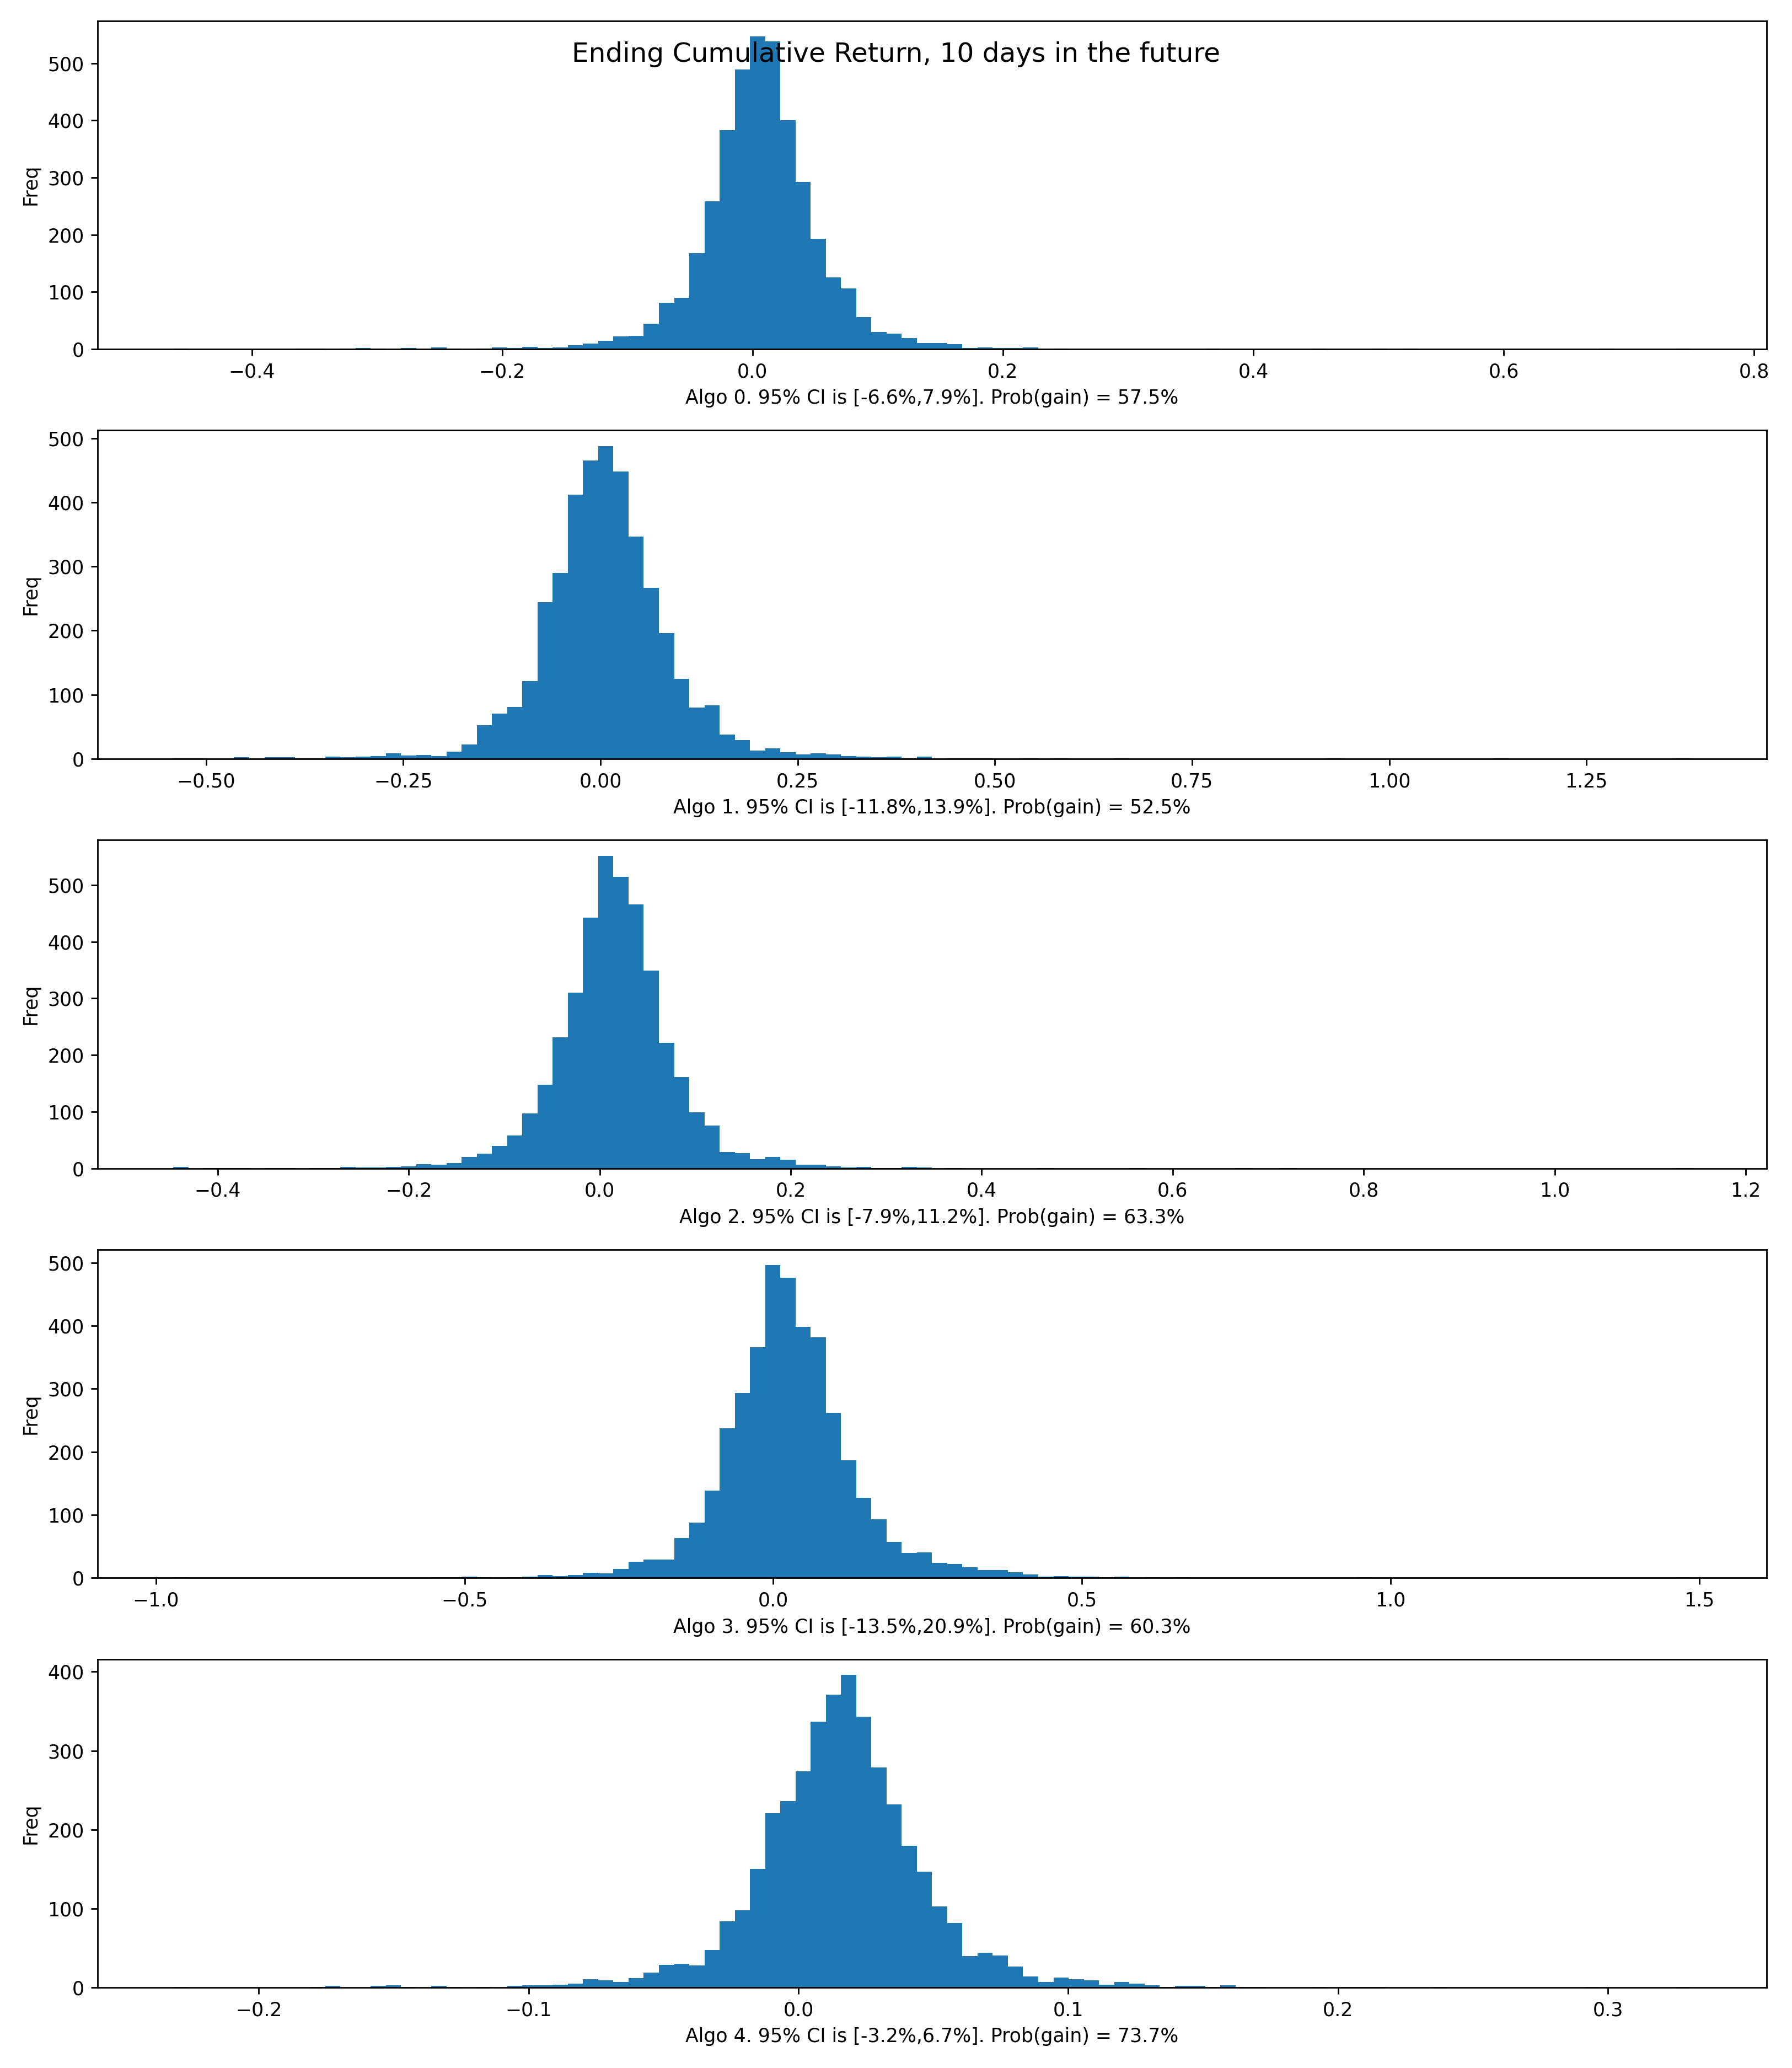 Ending Cumulative Return, 10 days in the future
500
400
300
200
100
0
Freq
−0.4 −0.2 0.0 0.2 0.4 0.6 0.8
Algo 0. 95% CI is [-6.6%,7.9%]. Prob(gain) = 57.5%
500
400
300
200
100
0
Freq
−0.50 −0.25 0.00 0.25 0.50 0.75 1.00 1.25
Algo 1. 95% CI is [-11.8%,13.9%]. Prob(gain) = 52.5%
500
400
300
200
100
0
Freq
−0.4 −0.2 0.0 0.2 0.4 0.6 0.8 1.0 1.2
Algo 2. 95% CI is [-7.9%,11.2%]. Prob(gain) = 63.3%
500
400
300
200
100
0
Freq
−1.0 −0.5 0.0 0.5 1.0 1.5
Algo 3. 95% CI is [-13.5%,20.9%]. Prob(gain) = 60.3%
400
300
200
100
0
Freq
−0.2 −0.1 0.0 0.1 0.2 0.3
Algo 4. 95% CI is [-3.2%,6.7%]. Prob(gain) = 73.7%